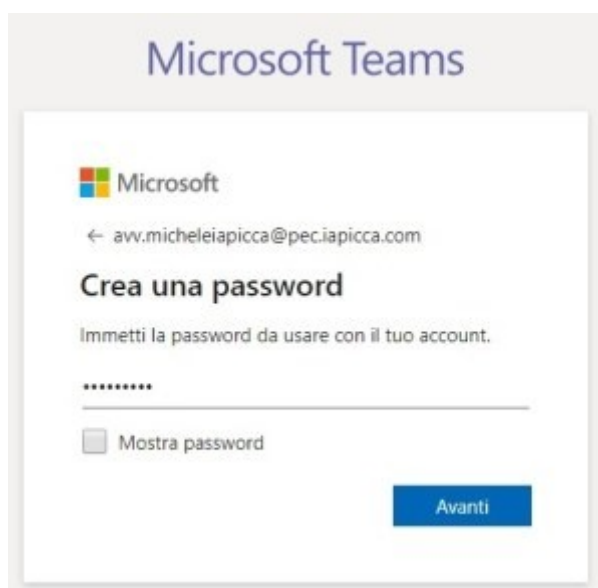 Microsoft Teams
Microsoft
← avv.micheleiapicca@pec.iapicca.com
Crea una password
Immetti la password da usare con il tuo account.
•••••••••
Mostra password
Avanti